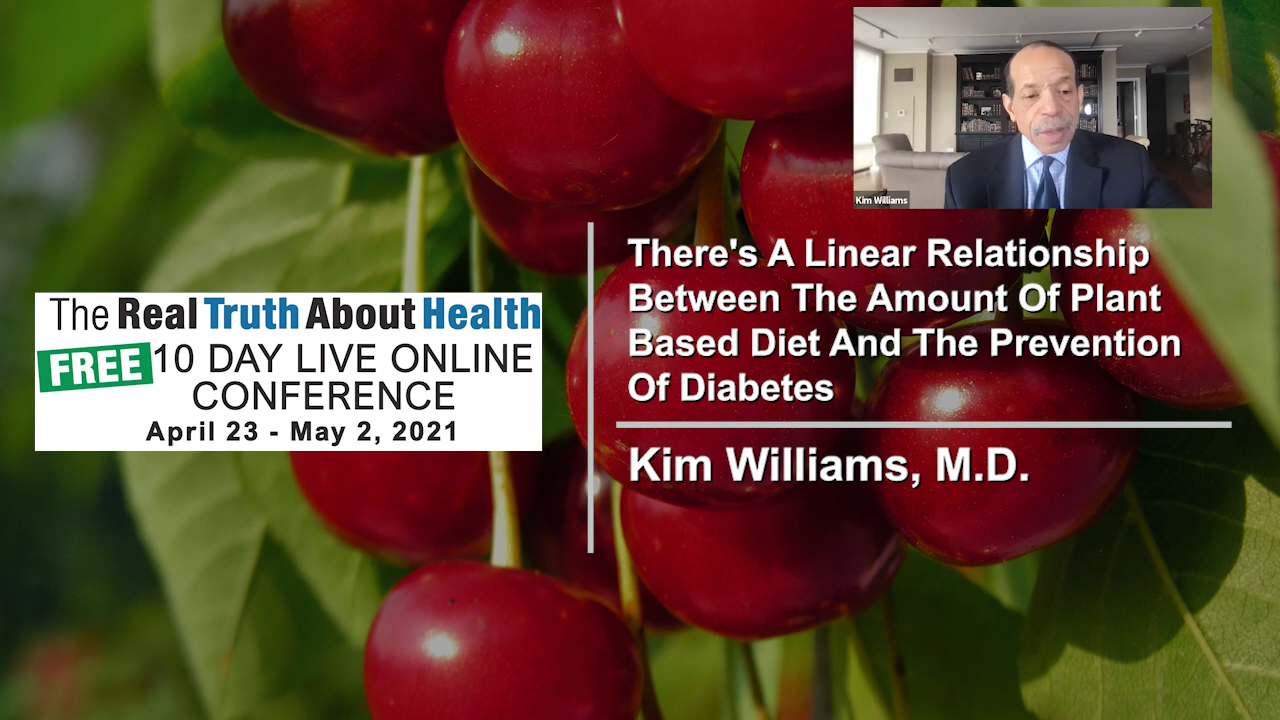 Kim Williams
The Real Truth About Health
FREE 10 DAY LIVE ONLINE
CONFERENCE
April 23 - May 2, 2021
There's A Linear Relationship
Between The Amount Of Plant
Based Diet And The Prevention
Of Diabetes
Kim Williams, M.D.